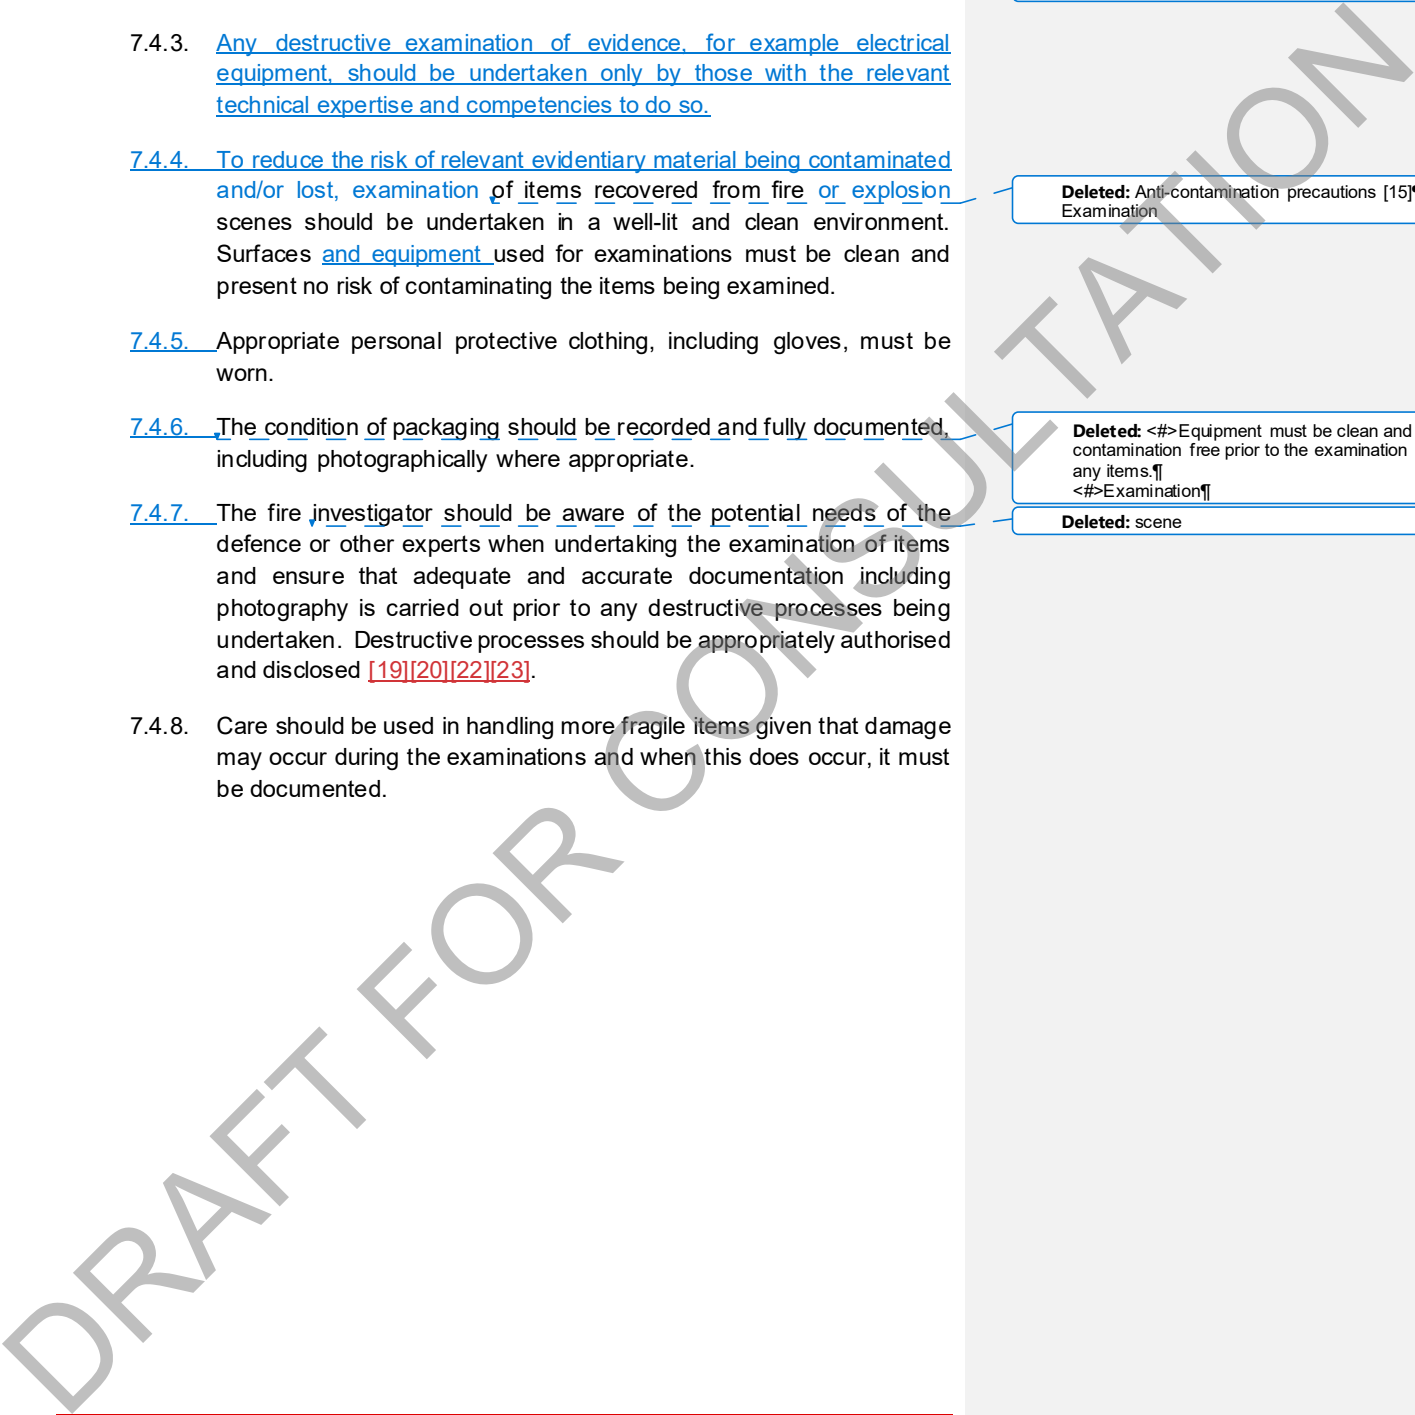 7.4.3. Any destructive examination of evidence, for example electrical
equipment, should be undertaken only by those with the relevant
technical expertise and competencies to do so.
7.4.4. To reduce the risk of relevant evidentiary material being contaminated
and/or lost, examination of items recovered from fire or explosion
scenes should be undertaken in a well-lit and clean environment.
Surfaces and equipment used for examinations must be clean and
present no risk of contaminating the items being examined.
7.4.5. Appropriate personal protective clothing, including gloves, must be
worn.
7.4.6. The condition of packaging should be recorded and fully documented,
including photographically where appropriate.
7.4.7. The fire investigator should be aware of the potential needs of the
defence or other experts when undertaking the examination of items
and ensure that adequate and accurate documentation including
photography is carried out prior to any destructive processes being
undertaken. Destructive processes should be appropriately authorised
and disclosed [19][20][22][23].
7.4.8. Care should be used in handling more fragile items given that damage
may occur during the examinations and when this does occur, it must
be documented.
Deleted: Anti-contamination precautions [15]¶
Examination
Deleted: <#>Equipment must be clean and
contamination free prior to the examination
any items.¶
<#>Examination¶
Deleted: scene
DRAFT FOR CONSULTATION